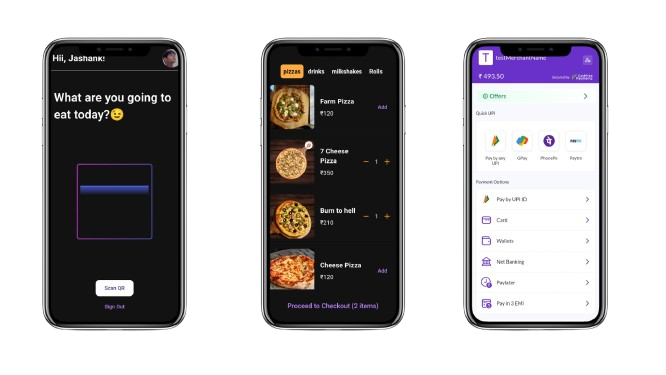 Hii, Jashank!
What are you going to
eat today?😉
Scan QR
Sign Out
pizzas drinks milkshakes Rolls
Farm Pizza
₹120
Add
7 Cheese
Pizza
₹350
− 1 +
Burn to hell
₹210
− 1 +
Cheese Pizza
₹120
Add
Proceed to Checkout (2 items)
T testMerchantName
₹ 493.50
Offers
Quick UPI
Pay by any
UPI
GPay
PhonePe
Paytm
Payment Options
Pay by UPI ID
Card
Wallets
Net Banking
Paylater
Pay in 3 EMI